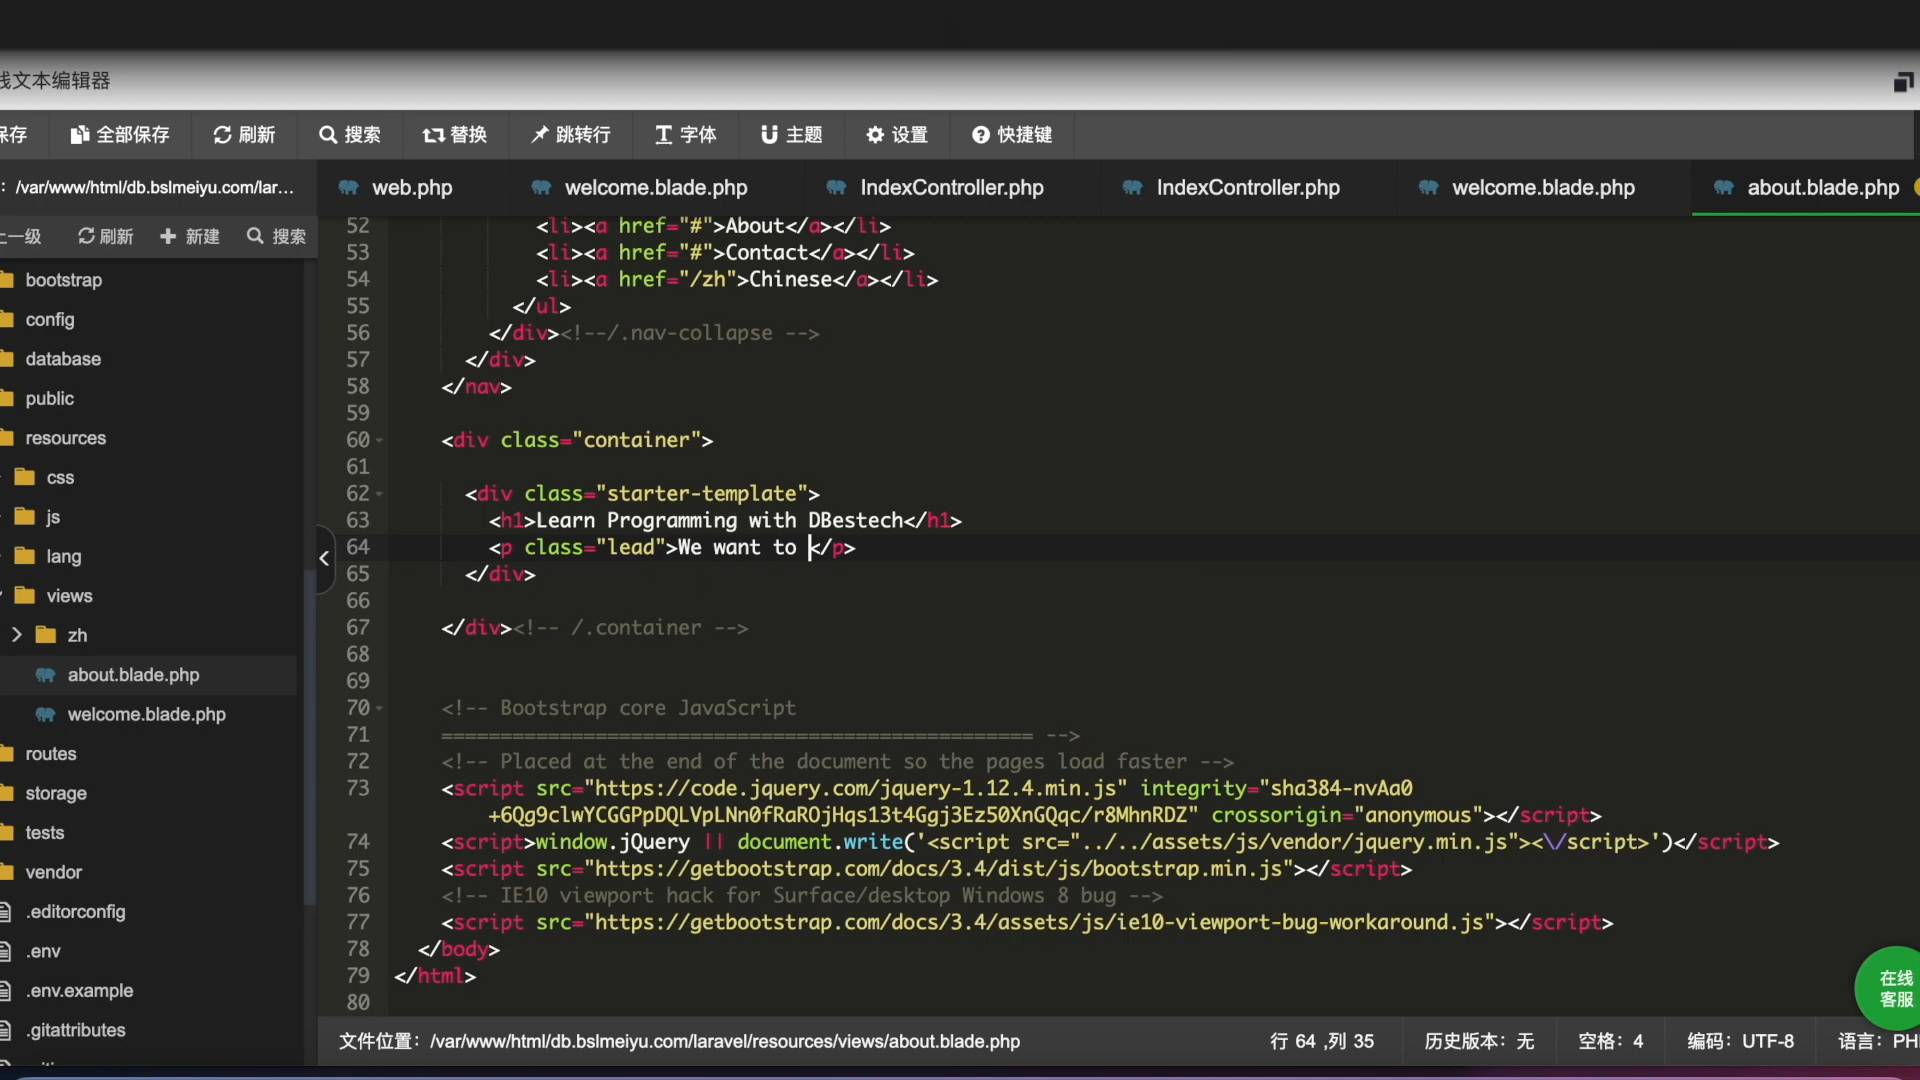 线文本编辑器
保存 全部保存 刷新 搜索 替换 跳转行 字体 主题 设置 快捷键
: /var/www/html/db.bslmeiyu.com/lar... web.php welcome.blade.php IndexController.php IndexController.php welcome.blade.php about.blade.php
上一级 刷新 新建 搜索
bootstrap
config
database
public
resources
css
js
lang
views
zh
about.blade.php
welcome.blade.php
routes
storage
tests
vendor
.editorconfig
.env
.env.example
.gitattributes
52 <li><a href="#">About</a></li>
53 <li><a href="#">Contact</a></li>
54 <li><a href="/zh">Chinese</a></li>
55 </ul>
56 </div><!--/.nav-collapse -->
57 </div>
58 </nav>
59
60 <div class="container">
61
62 <div class="starter-template">
63 <h1>Learn Programming with DBestech</h1>
64 <p class="lead">We want to </p>
65 </div>
66
67 </div><!-- /.container -->
68
69
70 <!-- Bootstrap core JavaScript
71 ================================================== -->
72 <!-- Placed at the end of the document so the pages load faster -->
73 <script src="https://code.jquery.com/jquery-1.12.4.min.js" integrity="sha384-nvAa0
+6Qg9clwYCGGPpDQLVpLNn0fRaROjHqs13t4Ggj3Ez50XnGQqc/r8MhnRDZ" crossorigin="anonymous"></script>
74 <script>window.jQuery || document.write('<script src="../../assets/js/vendor/jquery.min.js"><\/script>')</script>
75 <script src="https://getbootstrap.com/docs/3.4/dist/js/bootstrap.min.js"></script>
76 <!-- IE10 viewport hack for Surface/desktop Windows 8 bug -->
77 <script src="https://getbootstrap.com/docs/3.4/assets/js/ie10-viewport-bug-workaround.js"></script>
78 </body>
79 </html>
80
在线
客服
文件位置: /var/www/html/db.bslmeiyu.com/laravel/resources/views/about.blade.php 行 64 ,列 35 历史版本: 无 空格: 4 编码: UTF-8 语言: PH